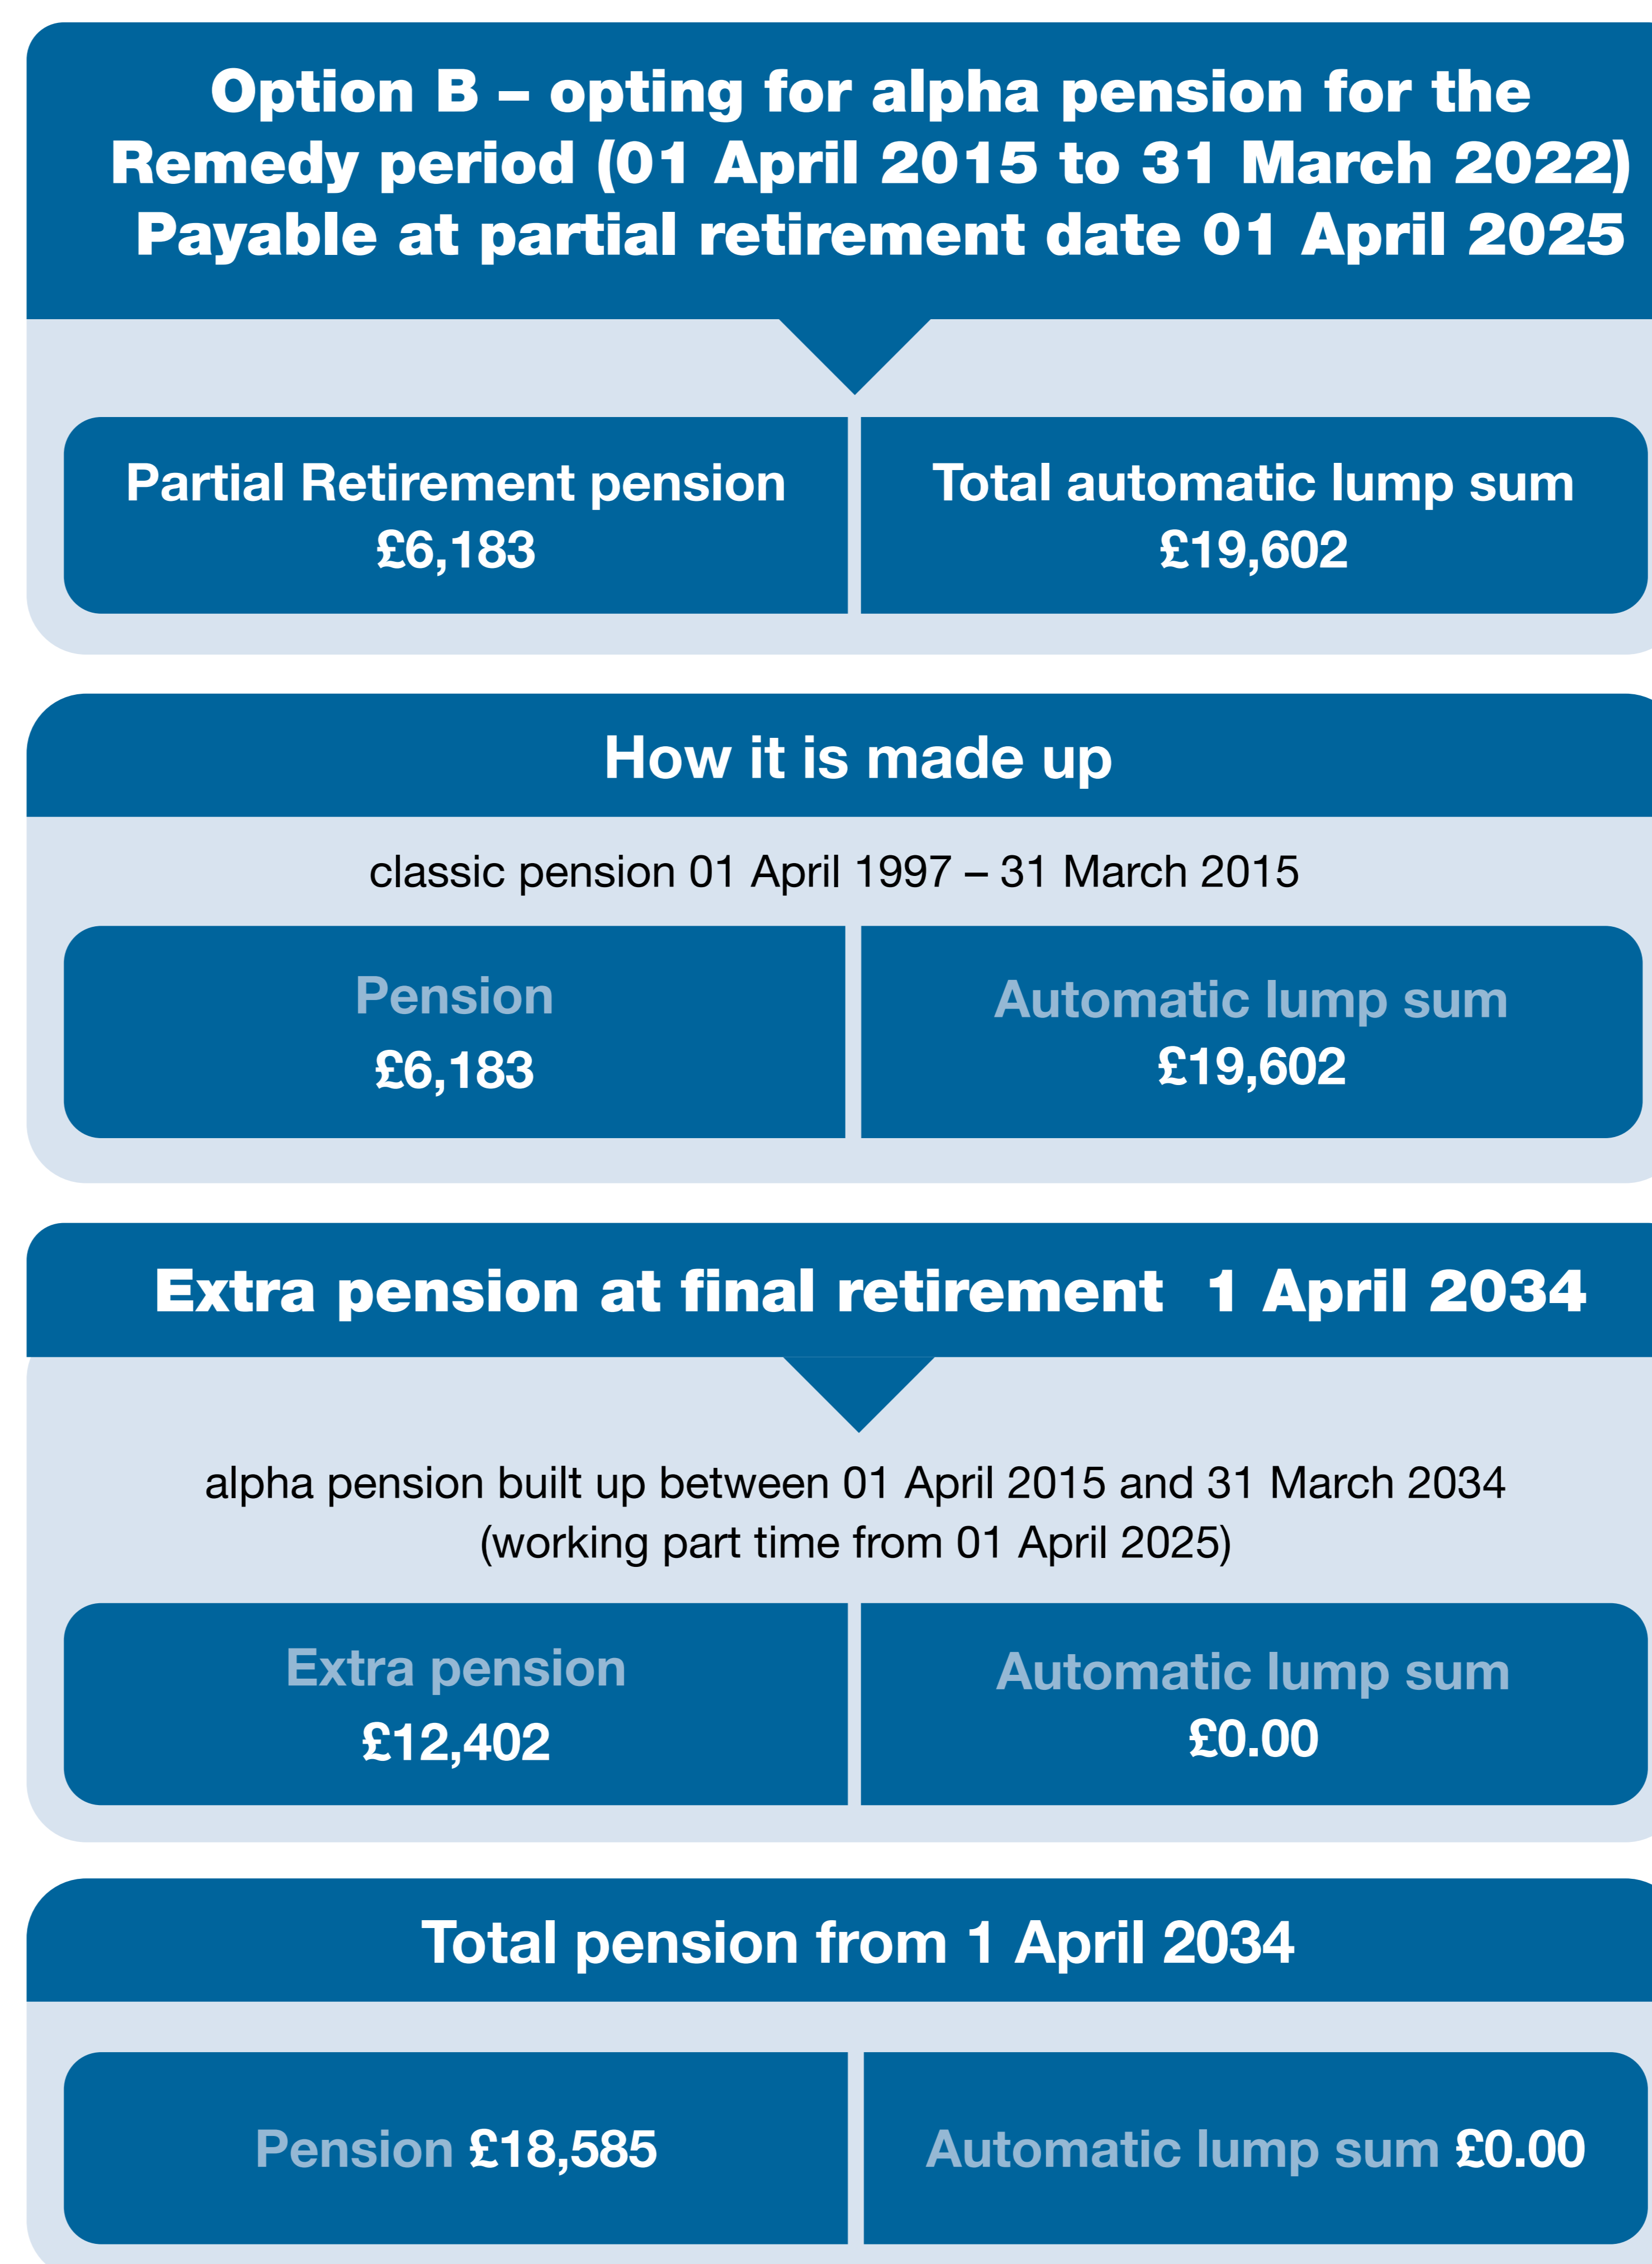 Option B – opting for alpha pension for the
Remedy period (01 April 2015 to 31 March 2022)
Payable at partial retirement date 01 April 2025
Partial Retirement pension
£6,183
Total automatic lump sum
£19,602
How it is made up
classic pension 01 April 1997 – 31 March 2015
Pension
£6,183
Automatic lump sum
£19,602
Extra pension at final retirement 1 April 2034
alpha pension built up between 01 April 2015 and 31 March 2034
(working part time from 01 April 2025)
Extra pension
£12,402
Automatic lump sum
£0.00
Total pension from 1 April 2034
Pension £18,585
Automatic lump sum £0.00